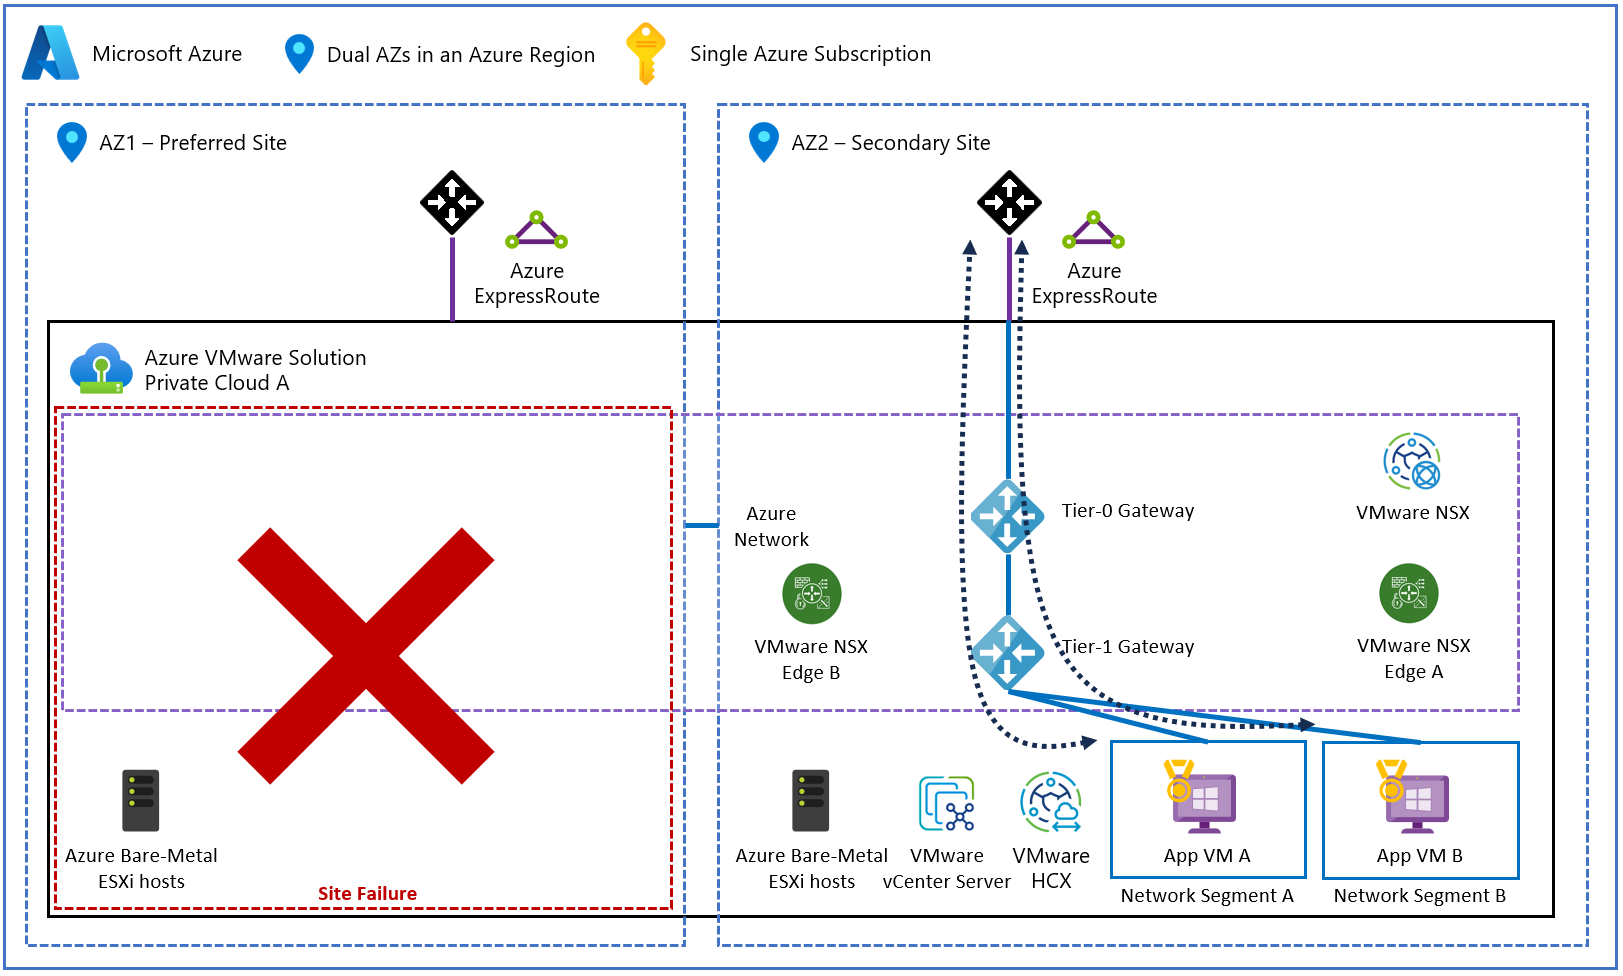 Microsoft Azure
Dual AZs in an Azure Region
Single Azure Subscription
AZ1 – Preferred Site
AZ2 – Secondary Site
Azure
ExpressRoute
Azure
ExpressRoute
Azure VMware Solution
Private Cloud A
Azure
Network
Tier-0 Gateway
VMware NSX
VMware NSX
Edge B
Tier-1 Gateway
VMware NSX
Edge A
Azure Bare-Metal
ESXi hosts
Site Failure
Azure Bare-Metal
ESXi hosts
VMware
vCenter Server
VMware
HCX
App VM A
Network Segment A
App VM B
Network Segment B